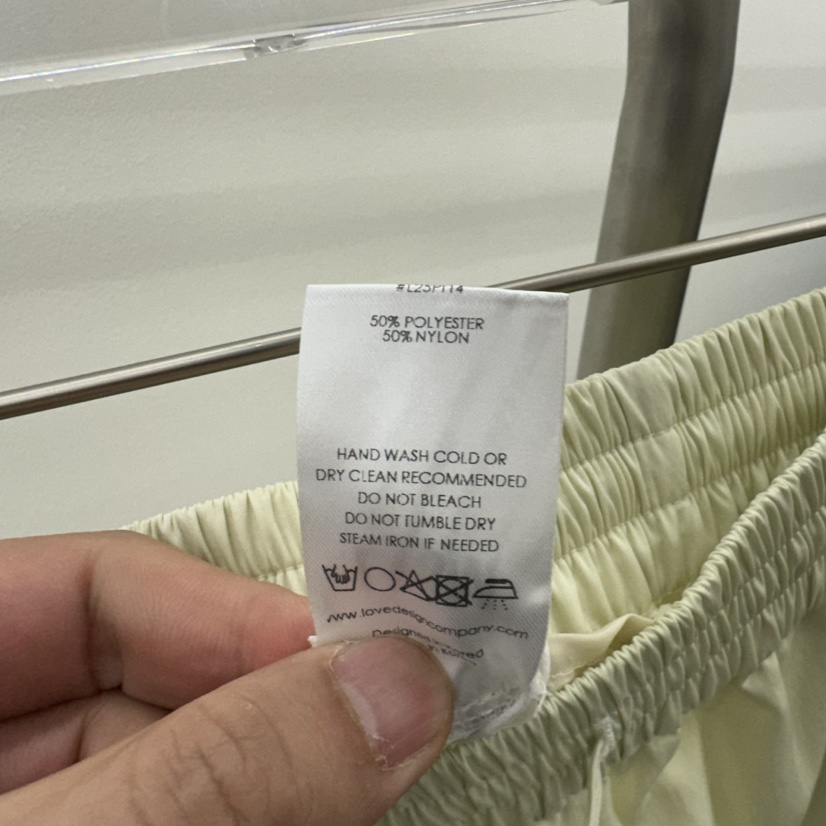 50% POLYESTER
50% NYLON
HAND WASH COLD OR
DRY CLEAN RECOMMENDED
DO NOT BLEACH
DO NOT TUMBLE DRY
STEAM IRON IF NEEDED
www.lovedesigncompany.com
Designed